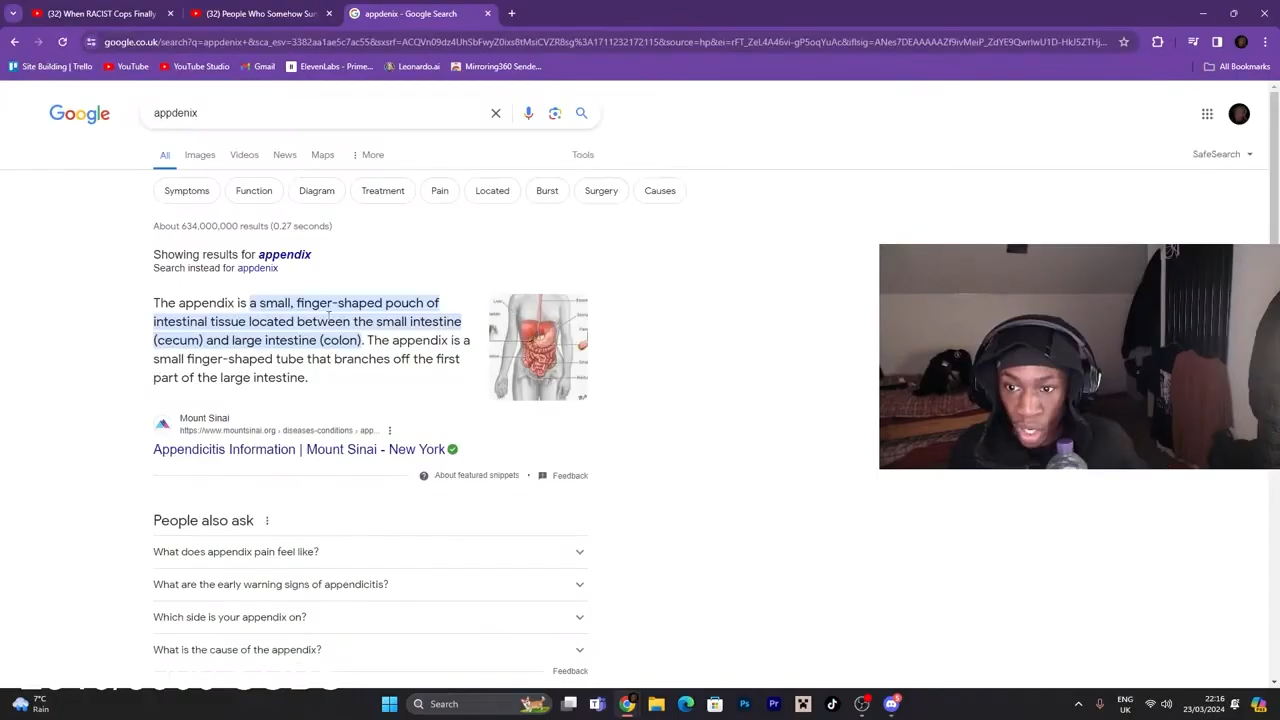 (32) When RACIST Cops Finally
(32) People Who Somehow Sur
appdenix - Google Search
google.co.uk/search?q=appdenix+&sca_esv=3382aa1ae5c7ac55&sxsrf=
Site Building | Trello
YouTube
YouTube Studio
Gmail
ElevenLabs - Prime...
Leonardo.ai
Mirroring360 Sende...
All Bookmarks
Google
appdenix
All
Images
Videos
News
Maps
More
Tools
SafeSearch
Symptoms
Function
Diagram
Treatment
Pain
Located
Burst
Surgery
Causes
About 634,000,000 results (0.27 seconds)
Showing results for appendix
Search instead for appdenix
The appendix is a small, finger-shaped pouch of
intestinal tissue located between the small intestine
(cecum) and large intestine (colon). The appendix is a
small finger-shaped tube that branches off the first
part of the large intestine.
Mount Sinai
https://www.mountsinai.org › diseases-conditions › app...
Appendicitis Information | Mount Sinai - New York
About featured snippets
Feedback
People also ask
What does appendix pain feel like?
What are the early warning signs of appendicitis?
Which side is your appendix on?
What is the cause of the appendix?
Feedback
7°C
Rain
Search
ENG
UK
22:16
23/03/2024